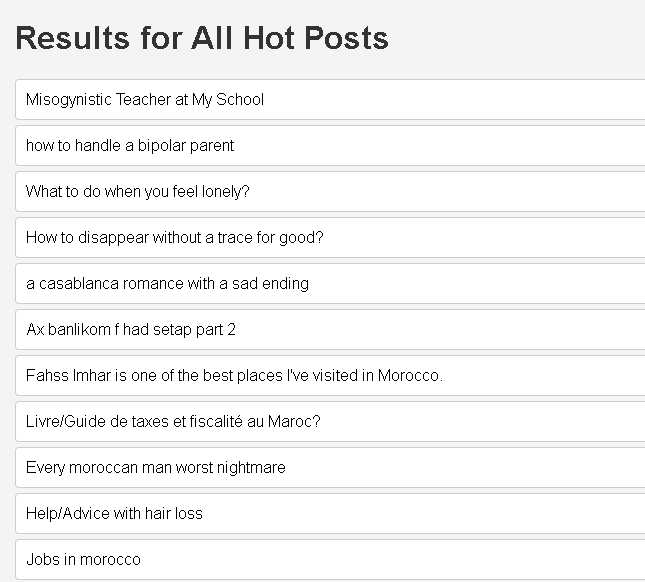 Results for All Hot Posts
Misogynistic Teacher at My School
how to handle a bipolar parent
What to do when you feel lonely?
How to disappear without a trace for good?
a casablanca romance with a sad ending
Ax banlikom f had setap part 2
Fahss lmhar is one of the best places I've visited in Morocco.
Livre/Guide de taxes et fiscalité au Maroc?
Every moroccan man worst nightmare
Help/Advice with hair loss
Jobs in morocco